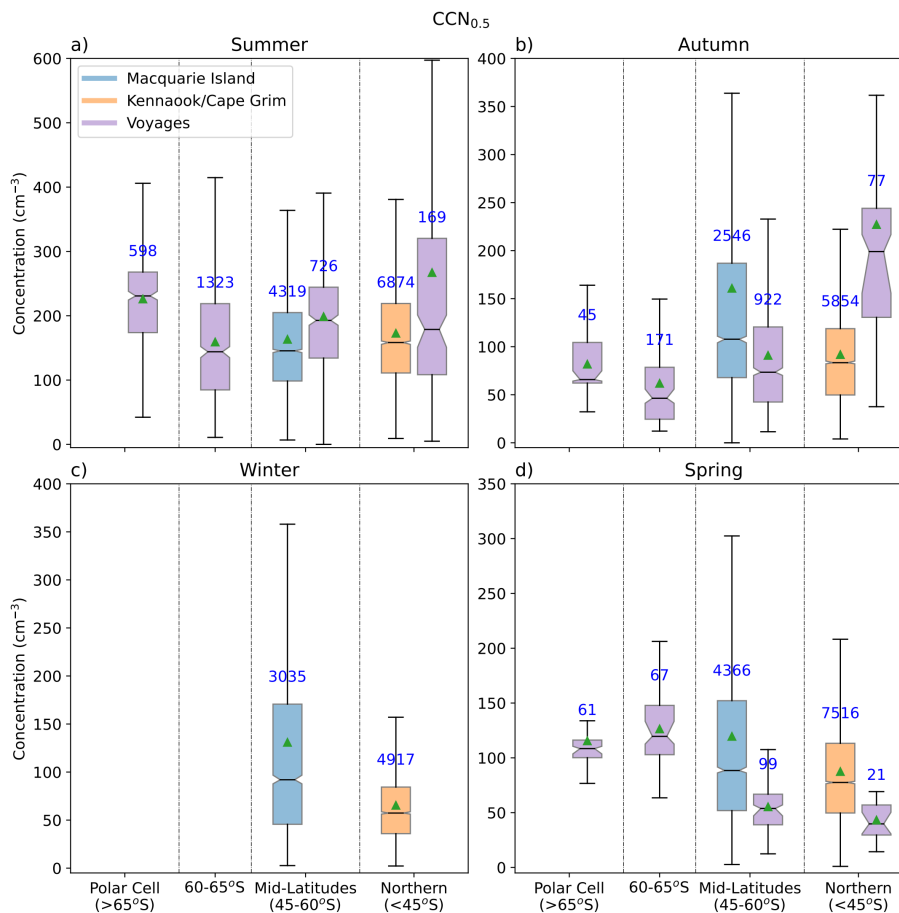 CCN0.5
a) Summer
b) Autumn
Macquarie Island
Kennaook/Cape Grim
Voyages
Concentration (cm−3)
600
500
400
300
200
100
0
598
1323
4319
726
6874
169
400
350
300
250
200
150
100
50
0
45
171
2546
922
5854
77
c) Winter
d) Spring
Concentration (cm−3)
400
350
300
250
200
150
100
50
0
3035
4917
350
300
250
200
150
100
50
0
61
67
4366
99
7516
21
Polar Cell
(>65°S)
60-65°S
Mid-Latitudes
(45-60°S)
Northern
(<45°S)
Polar Cell
(>65°S)
60-65°S
Mid-Latitudes
(45-60°S)
Northern
(<45°S)